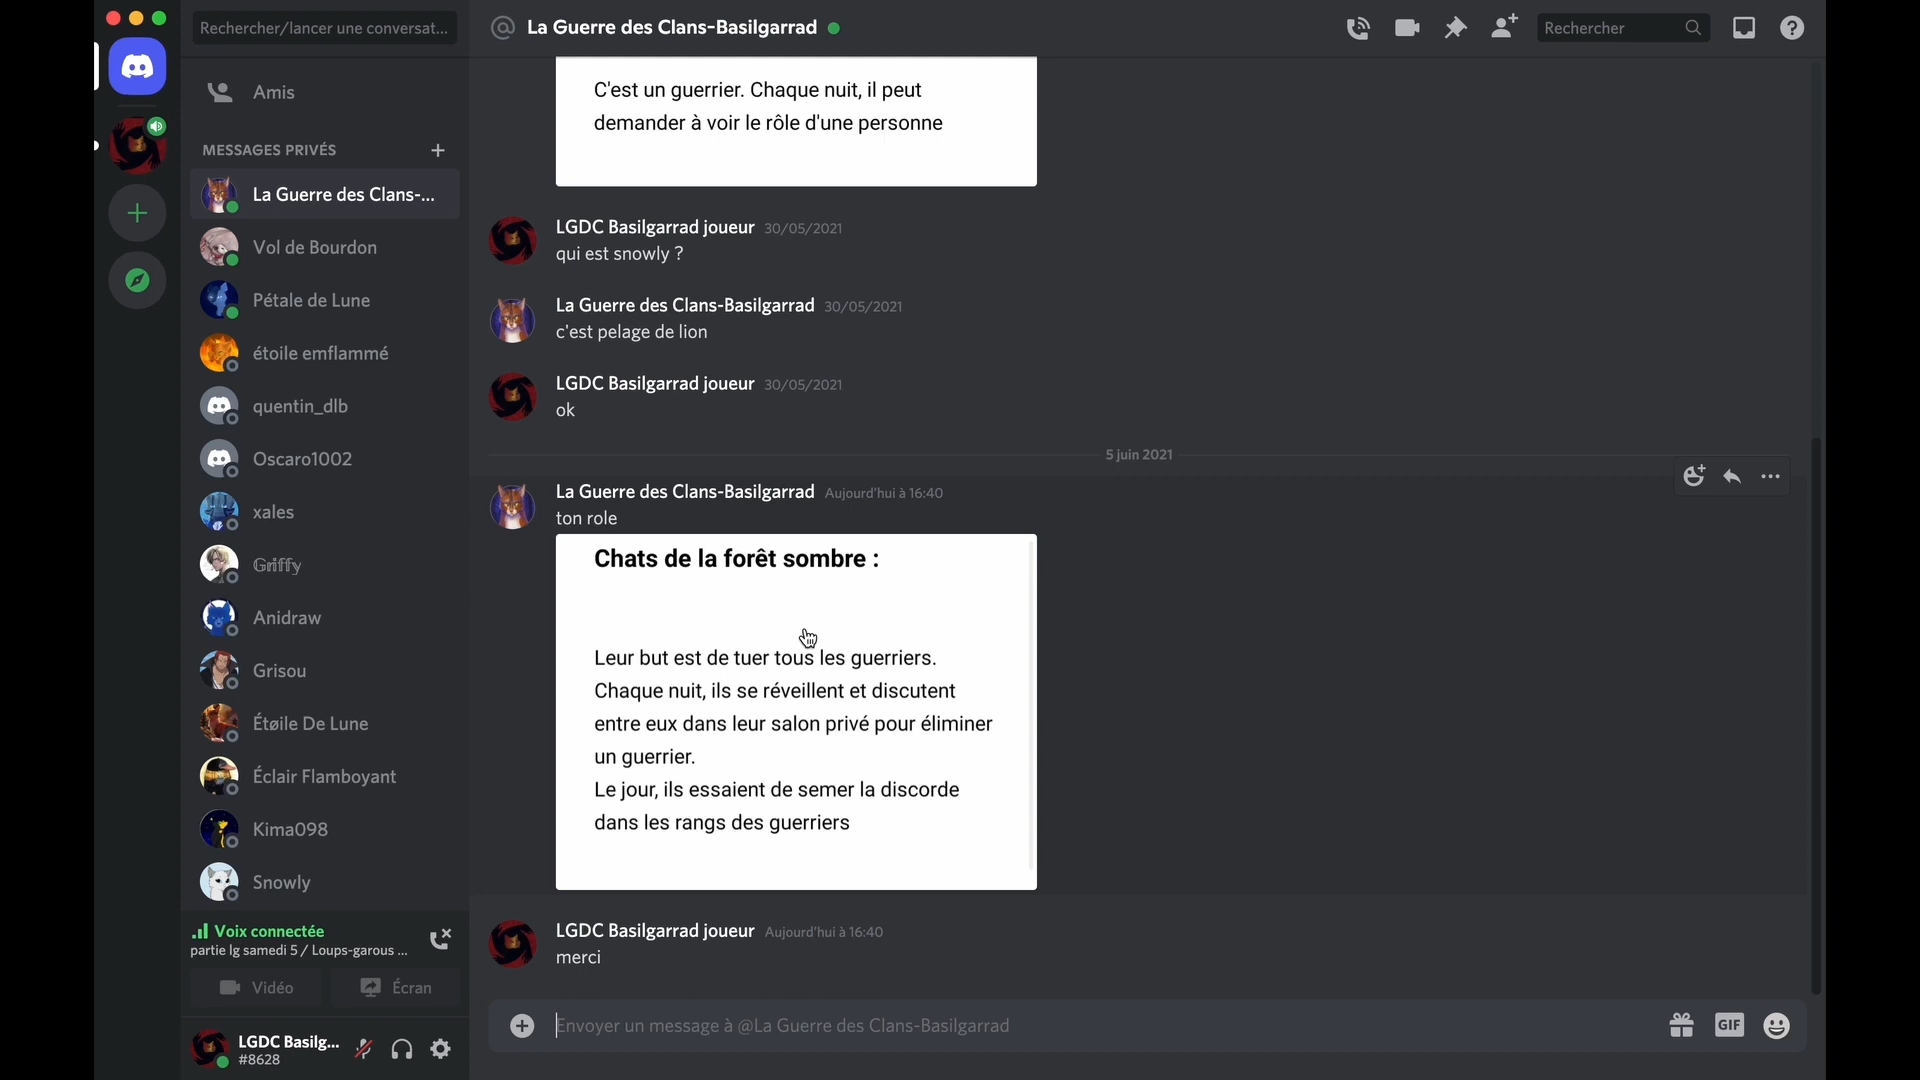 Rechercher/lancer une conversat...
Amis
MESSAGES PRIVÉS
La Guerre des Clans-...
Vol de Bourdon
Pétale de Lune
étoile emflammé
quentin_dlb
Oscaro1002
xales
Griffy
Anidraw
Grisou
Étøile De Lune
Éclair Flamboyant
Kima098
Snowly
Voix connectée
partie lg samedi 5 / Loups-garous ...
Vidéo
Écran
LGDC Basilg...
#8628
La Guerre des Clans-Basilgarrad
Rechercher
C'est un guerrier. Chaque nuit, il peut
demander à voir le rôle d'une personne
LGDC Basilgarrad joueur 30/05/2021
qui est snowly ?
La Guerre des Clans-Basilgarrad 30/05/2021
c'est pelage de lion
LGDC Basilgarrad joueur 30/05/2021
ok
5 juin 2021
La Guerre des Clans-Basilgarrad Aujourd'hui à 16:40
ton role
Chats de la forêt sombre :
Leur but est de tuer tous les guerriers.
Chaque nuit, ils se réveillent et discutent
entre eux dans leur salon privé pour éliminer
un guerrier.
Le jour, ils essaient de semer la discorde
dans les rangs des guerriers
LGDC Basilgarrad joueur Aujourd'hui à 16:40
merci
Envoyer un message à @La Guerre des Clans-Basilgarrad
GIF